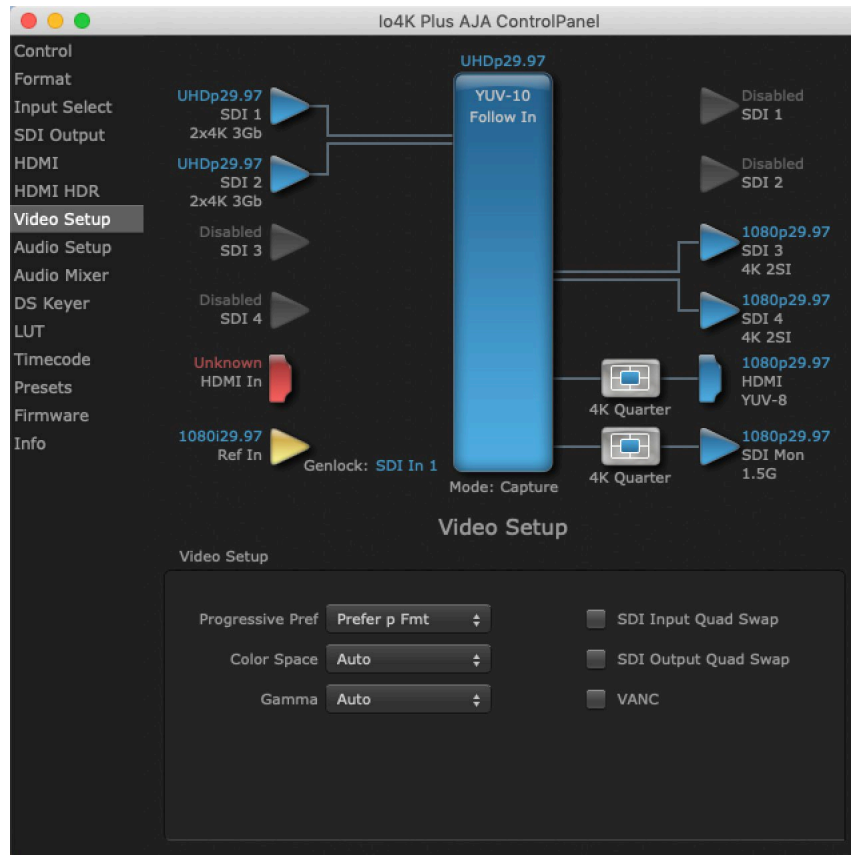 Io4K Plus AJA ControlPanel
Control
Format
Input Select
SDI Output
HDMI
HDMI HDR
Video Setup
Audio Setup
Audio Mixer
DS Keyer
LUT
Timecode
Presets
Firmware
Info
UHDp29.97
SDI 1
2x4K 3Gb
UHDp29.97
SDI 2
2x4K 3Gb
Disabled
SDI 3
Disabled
SDI 4
Unknown
HDMI In
1080i29.97
Ref In
Genlock: SDI In 1
UHDp29.97
YUV-10
Follow In
Mode: Capture
4K Quarter
4K Quarter
Disabled
SDI 1
Disabled
SDI 2
1080p29.97
SDI 3
4K 2SI
1080p29.97
SDI 4
4K 2SI
1080p29.97
HDMI
YUV-8
1080p29.97
SDI Mon
1.5G
Video Setup
Video Setup
Progressive Pref Prefer p Fmt
Color Space Auto
Gamma Auto
SDI Input Quad Swap
SDI Output Quad Swap
VANC